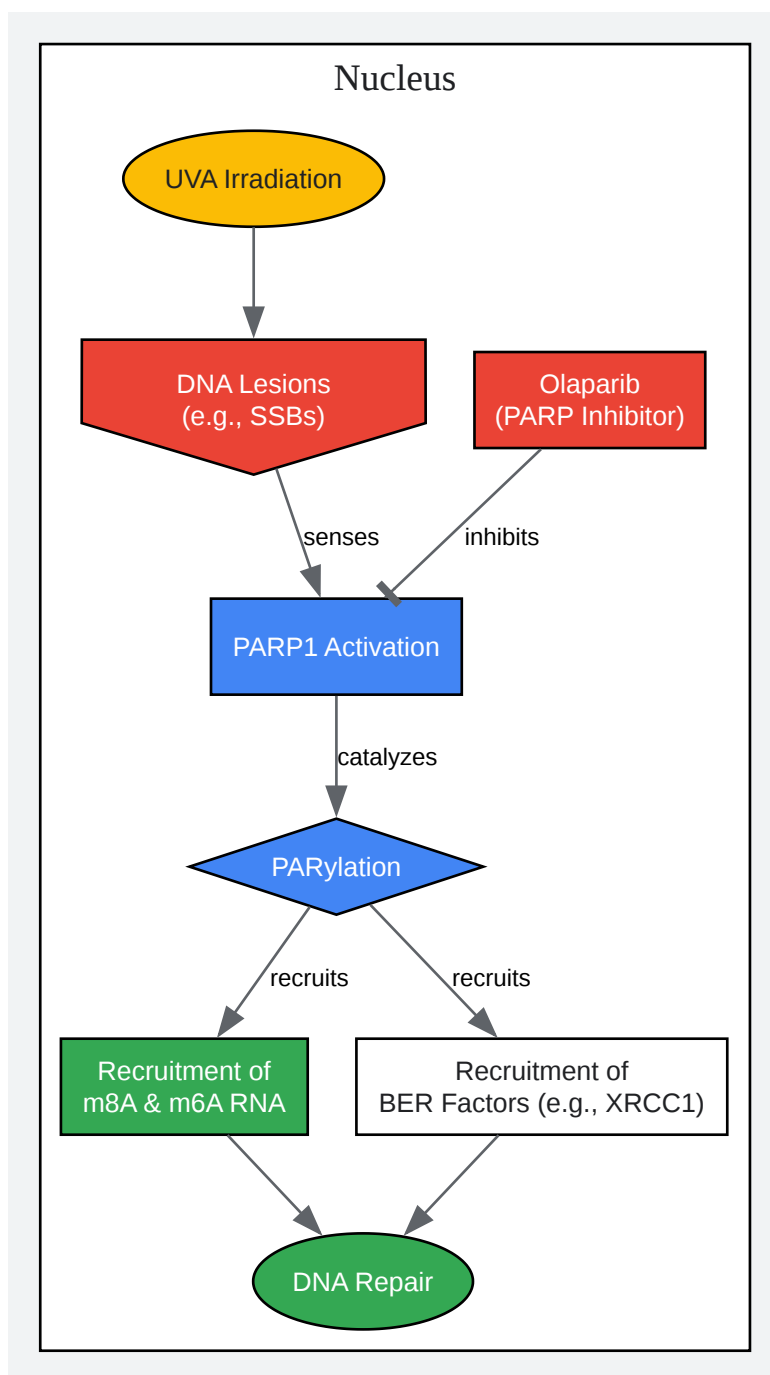 Nucleus
UVA Irradiation
DNA Lesions
(e.g., SSBs)
Olaparib
(PARP Inhibitor)
senses
inhibits
PARP1 Activation
catalyzes
PARylation
recruits
recruits
Recruitment of
m8A & m6A RNA
Recruitment of
BER Factors (e.g., XRCC1)
DNA Repair